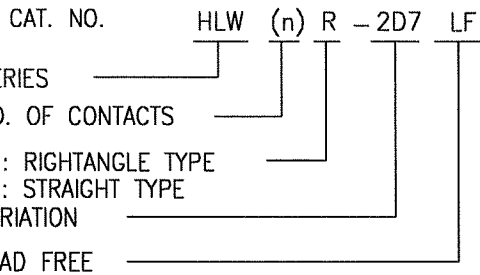 CAT. NO. HLW (n) R - 2D7 LF
ERIES
O. OF CONTACTS
: RIGHTANGLE TYPE
: STRAIGHT TYPE
RIATION
AD FREE